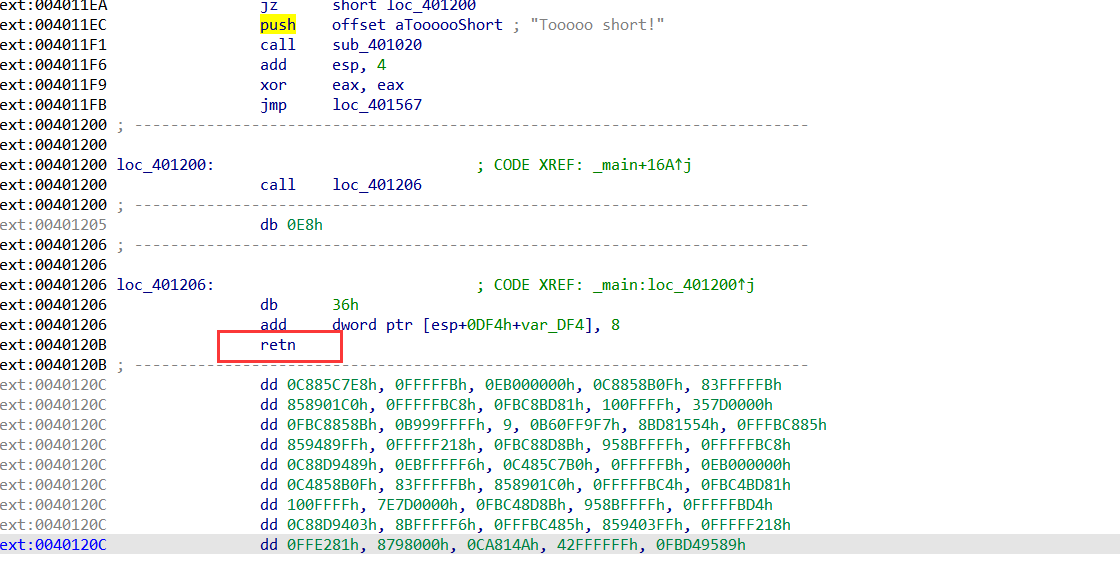 ext:004011EA jz short loc_401200
ext:004011EC push offset aToooooShort ; "Tooooo short!"
ext:004011F1 call sub_401020
ext:004011F6 add esp, 4
ext:004011F9 xor eax, eax
ext:004011FB jmp loc_401567
ext:00401200 ; ---------------------------------------------------------------------------
ext:00401200
ext:00401200 loc_401200: ; CODE XREF: _main+16A↑j
ext:00401200 call loc_401206
ext:00401200 ; ---------------------------------------------------------------------------
ext:00401205 db 0E8h
ext:00401206 ; ---------------------------------------------------------------------------
ext:00401206
ext:00401206 loc_401206: ; CODE XREF: _main:loc_401200↑j
ext:00401206 db 36h
ext:00401206 add dword ptr [esp+0DF4h+var_DF4], 8
ext:0040120B retn
ext:0040120B ; ---------------------------------------------------------------------------
ext:0040120C dd 0C885C7E8h, 0FFFFFBh, 0EB000000h, 0C8858B0Fh, 83FFFFFBh
ext:0040120C dd 858901C0h, 0FFFFFBC8h, 0FBC8BD81h, 100FFFFh, 357D0000h
ext:0040120C dd 0FBC8858Bh, 0B999FFFFh, 9, 0B60FF9F7h, 8BD81554h, 0FFFBC885h
ext:0040120C dd 859489FFh, 0FFFFF218h, 0FBC88D8Bh, 958BFFFFh, 0FFFFFBC8h
ext:0040120C dd 0C88D9489h, 0EBFFFFF6h, 0C485C7B0h, 0FFFFFBh, 0EB000000h
ext:0040120C dd 0C4858B0Fh, 83FFFFFBh, 858901C0h, 0FFFFFBC4h, 0FBC4BD81h
ext:0040120C dd 100FFFFh, 7E7D0000h, 0FBC48D8Bh, 958BFFFFh, 0FFFFFBD4h
ext:0040120C dd 0C88D9403h, 8BFFFFF6h, 0FFFBC485h, 859403FFh, 0FFFFF218h
ext:0040120C dd 0FFE281h, 8798000h, 0CA814Ah, 42FFFFFFh, 0FBD49589h